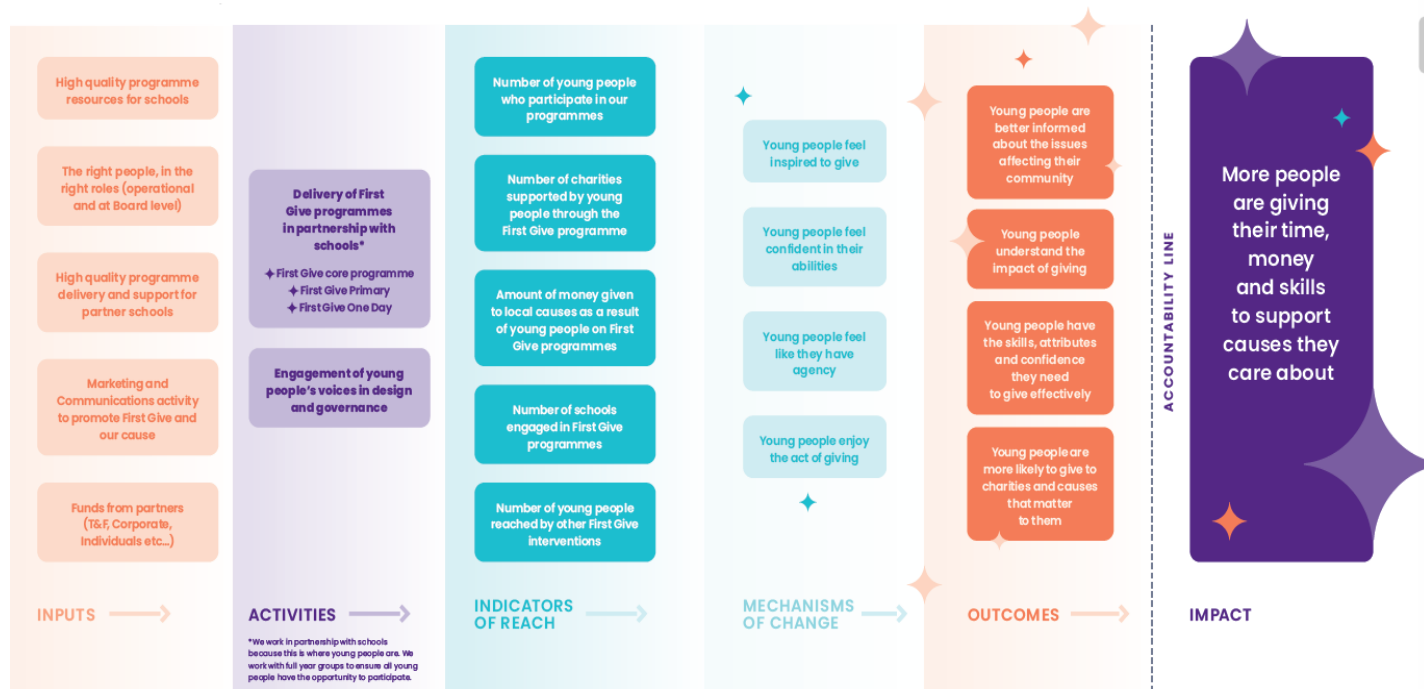 High quality programme
resources for schools
The right people, in the
right roles (operational
and at Board level)
High quality programme
delivery and support for
partner schools
Marketing and
Communications activity
to promote First Give and
our cause
Funds from partners
(T&F, Corporate,
Individuals etc...)
INPUTS
Delivery of First
Give programmes
in partnership with
schools*
First Give core programme
First Give Primary
First Give One Day
Engagement of young
people's voices in design
and governance
ACTIVITIES
*We work in partnership with schools
because this is where young people are. We
work with full year groups to ensure all young
people have the opportunity to participate.
Number of young people
who participate in our
programmes
Number of charities
supported by young
people through the
First Give programme
Amount of money given
to local causes as a result
of young people on First
Give programmes
Number of schools
engaged in First Give
programmes
Number of young people
reached by other First Give
interventions
INDICATORS
OF REACH
Young people feel
inspired to give
Young people feel
confident in their
abilities
Young people feel
like they have
agency
Young people enjoy
the act of giving
MECHANISMS
OF CHANGE
Young people are
better informed
about the issues
affecting their
community
Young people
understand the
impact of giving
Young people have
the skills, attributes
and confidence
they need
to give effectively
Young people are
more likely to give to
charities and causes
that matter
to them
OUTCOMES
ACCOUNTABILITY LINE
More people
are giving
their time,
money
and skills
to support
causes they
care about
IMPACT